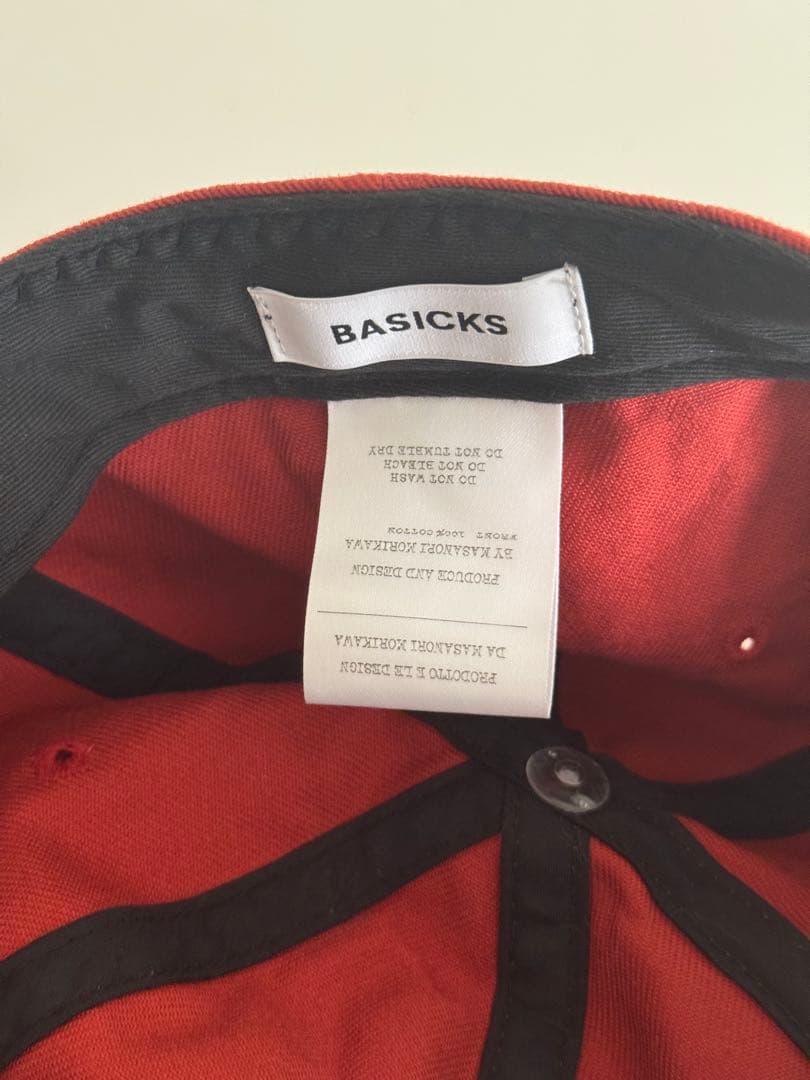 BASICKS
PRODOTTO E LE DESIGN
DA MASANORI MORIKAWA
PRODUCE AND DESIGN
BY MASANORI MORIKAWA
FRONT 100%COTTON
DO NOT WASH
DO NOT BLEACH
DO NOT TUMBLE DRY